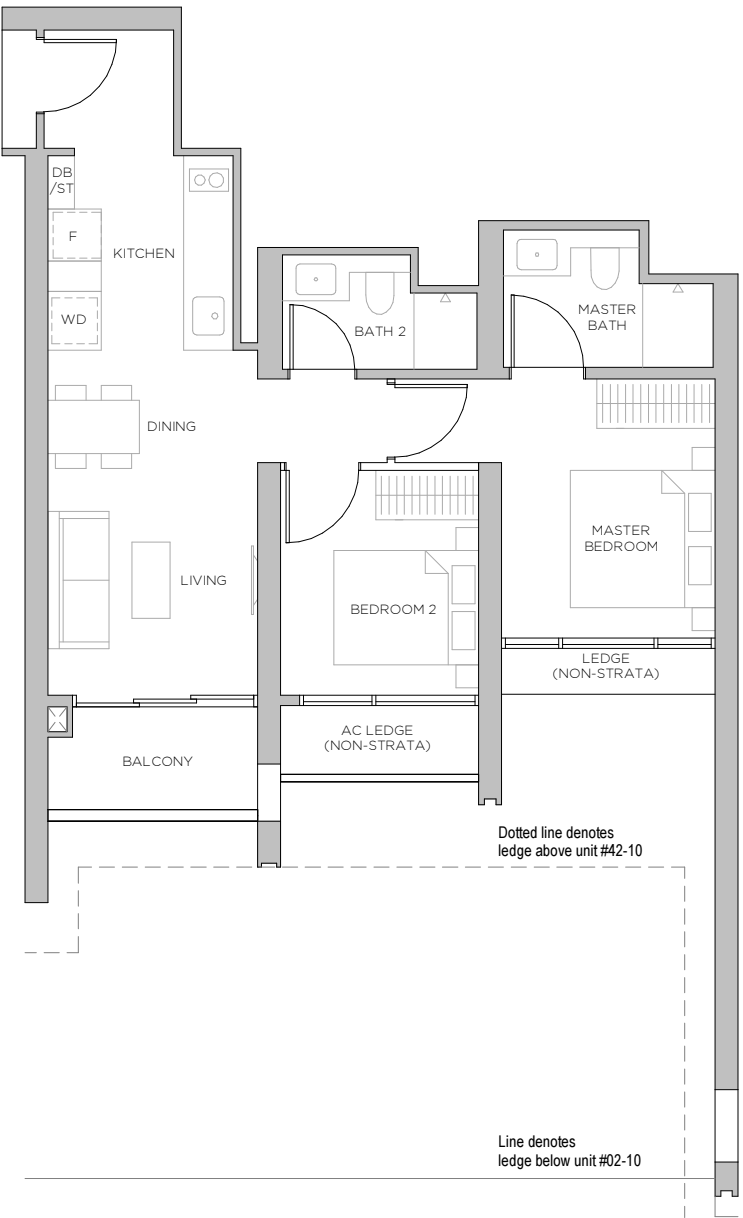 DB
/ST
F
KITCHEN
WD
BATH 2
MASTER
BATH
DINING
LIVING
BEDROOM 2
MASTER
BEDROOM
LEDGE
(NON-STRATA)
AC LEDGE
(NON-STRATA)
BALCONY
Dotted line denotes
ledge above unit #42-10
Line denotes
ledge below unit #02-10